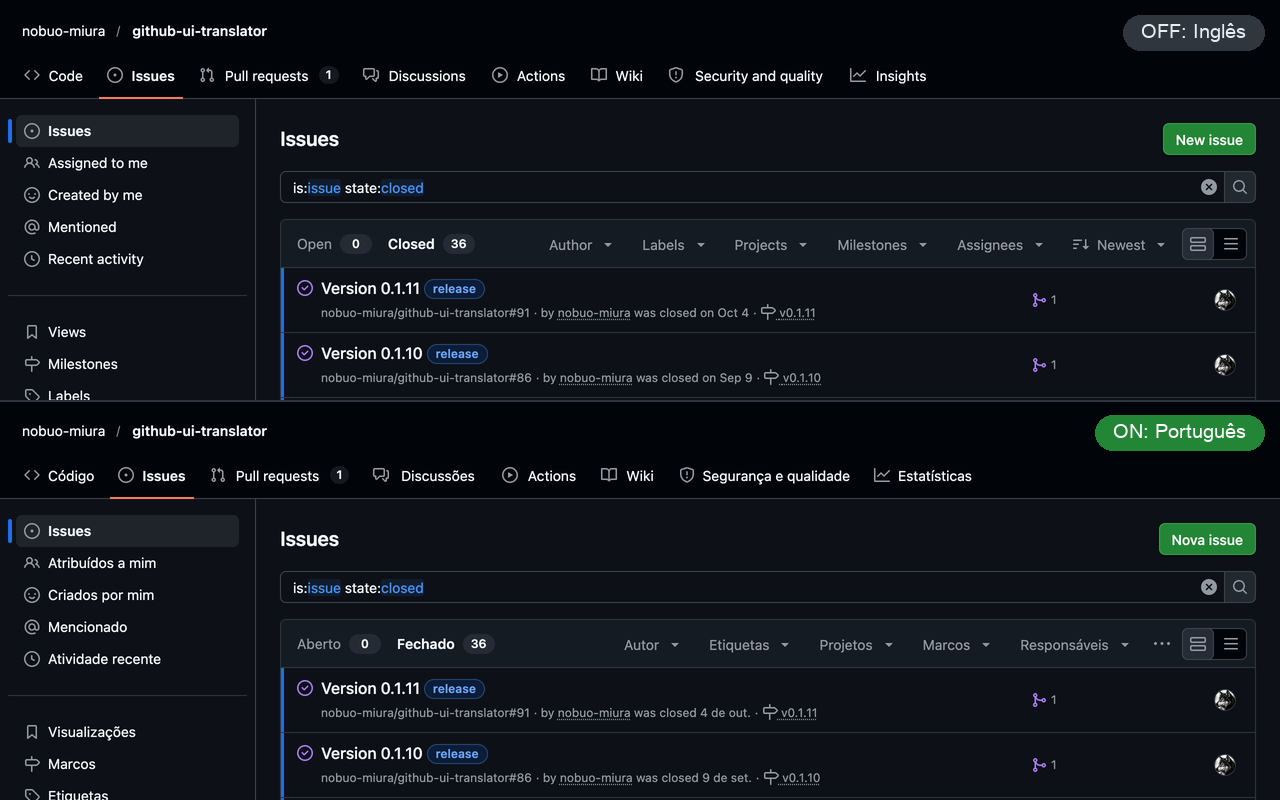 nobuo-miura / github-ui-translator
OFF: Inglês
Code Issues Pull requests 1 Discussions Actions Wiki Security and quality Insights
Issues
Assigned to me
Created by me
Mentioned
Recent activity
Views
Milestones
Labels
Issues
New issue
is:issue state:closed
Open 0 Closed 36 Author Labels Projects Milestones Assignees Newest
Version 0.1.11 release
nobuo-miura/github-ui-translator#91 · by nobuo-miura was closed on Oct 4 · v0.1.11
1
Version 0.1.10 release
nobuo-miura/github-ui-translator#86 · by nobuo-miura was closed on Sep 9 · v0.1.10
1
nobuo-miura / github-ui-translator
ON: Português
Código Issues Pull requests 1 Discussões Actions Wiki Segurança e qualidade Estatísticas
Issues
Atribuídos a mim
Criados por mim
Mencionado
Atividade recente
Visualizações
Marcos
Etiquetas
Issues
Nova issue
is:issue state:closed
Aberto 0 Fechado 36 Autor Etiquetas Projetos Marcos Responsáveis ···
Version 0.1.11 release
nobuo-miura/github-ui-translator#91 · by nobuo-miura was closed 4 de out. · v0.1.11
1
Version 0.1.10 release
nobuo-miura/github-ui-translator#86 · by nobuo-miura was closed 9 de set. · v0.1.10
1